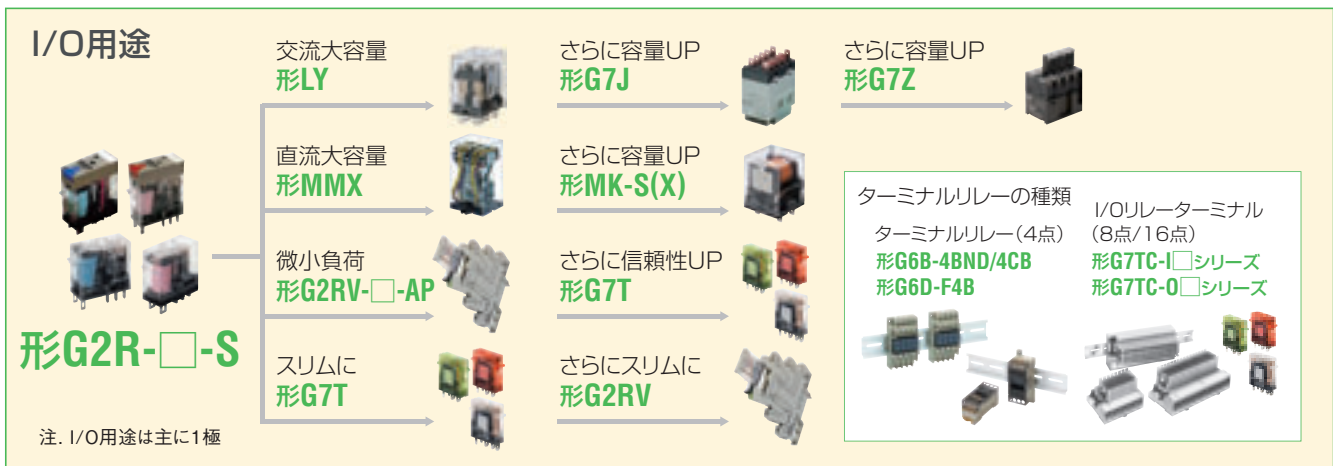 I/O用途
交流大容量
形LY
さらに容量UP
形G7J
さらに容量UP
形G7Z
直流大容量
形MMX
さらに容量UP
形MK-S(X)
微小負荷
形G2RV-□-AP
さらに信頼性UP
形G7T
形G2R-□-S
スリムに
形G7T
さらにスリムに
形G2RV
注. I/O用途は主に1極
ターミナルリレーの種類
ターミナルリレー(4点)
形G6B-4BND/4CB
形G6D-F4B
I/Oリレーターミナル
(8点/16点)
形G7TC-I□シリーズ
形G7TC-O□シリーズ